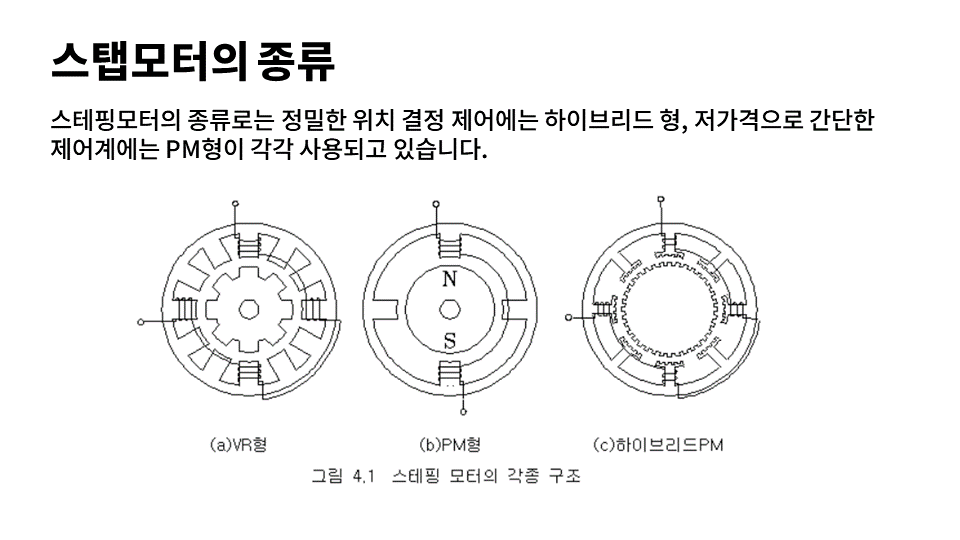 스탭모터의 종류
스테핑모터의 종류로는 정밀한 위치 결정 제어에는 하이브리드 형, 저가격으로 간단한
제어계에는 PM형이 각각 사용되고 있습니다.
N
S
(a)VR형 (b)PM형 (c)하이브리드PM
그림 4.1 스테핑 모터의 각종 구조